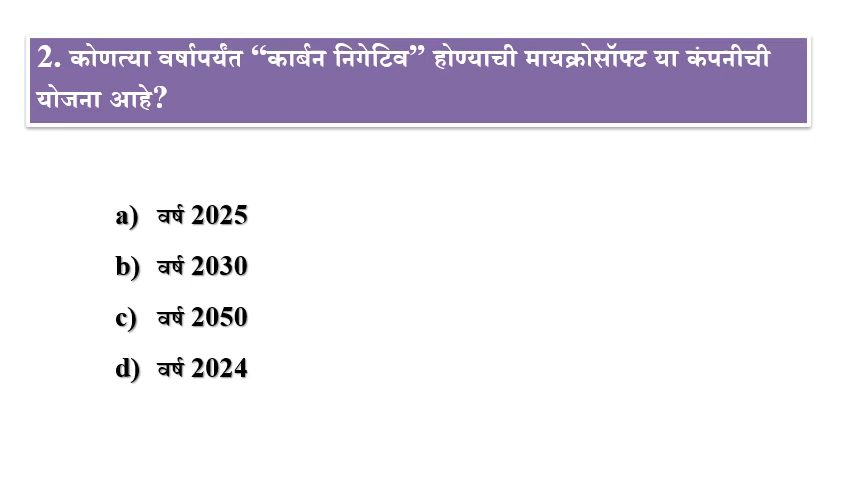 2. कोणत्या वर्षापर्यंत “कार्बन निगेटिव” होण्याची मायक्रोसॉफ्ट या कंपनीची
योजना आहे?
a) वर्ष 2025
b) वर्ष 2030
c) वर्ष 2050
d) वर्ष 2024